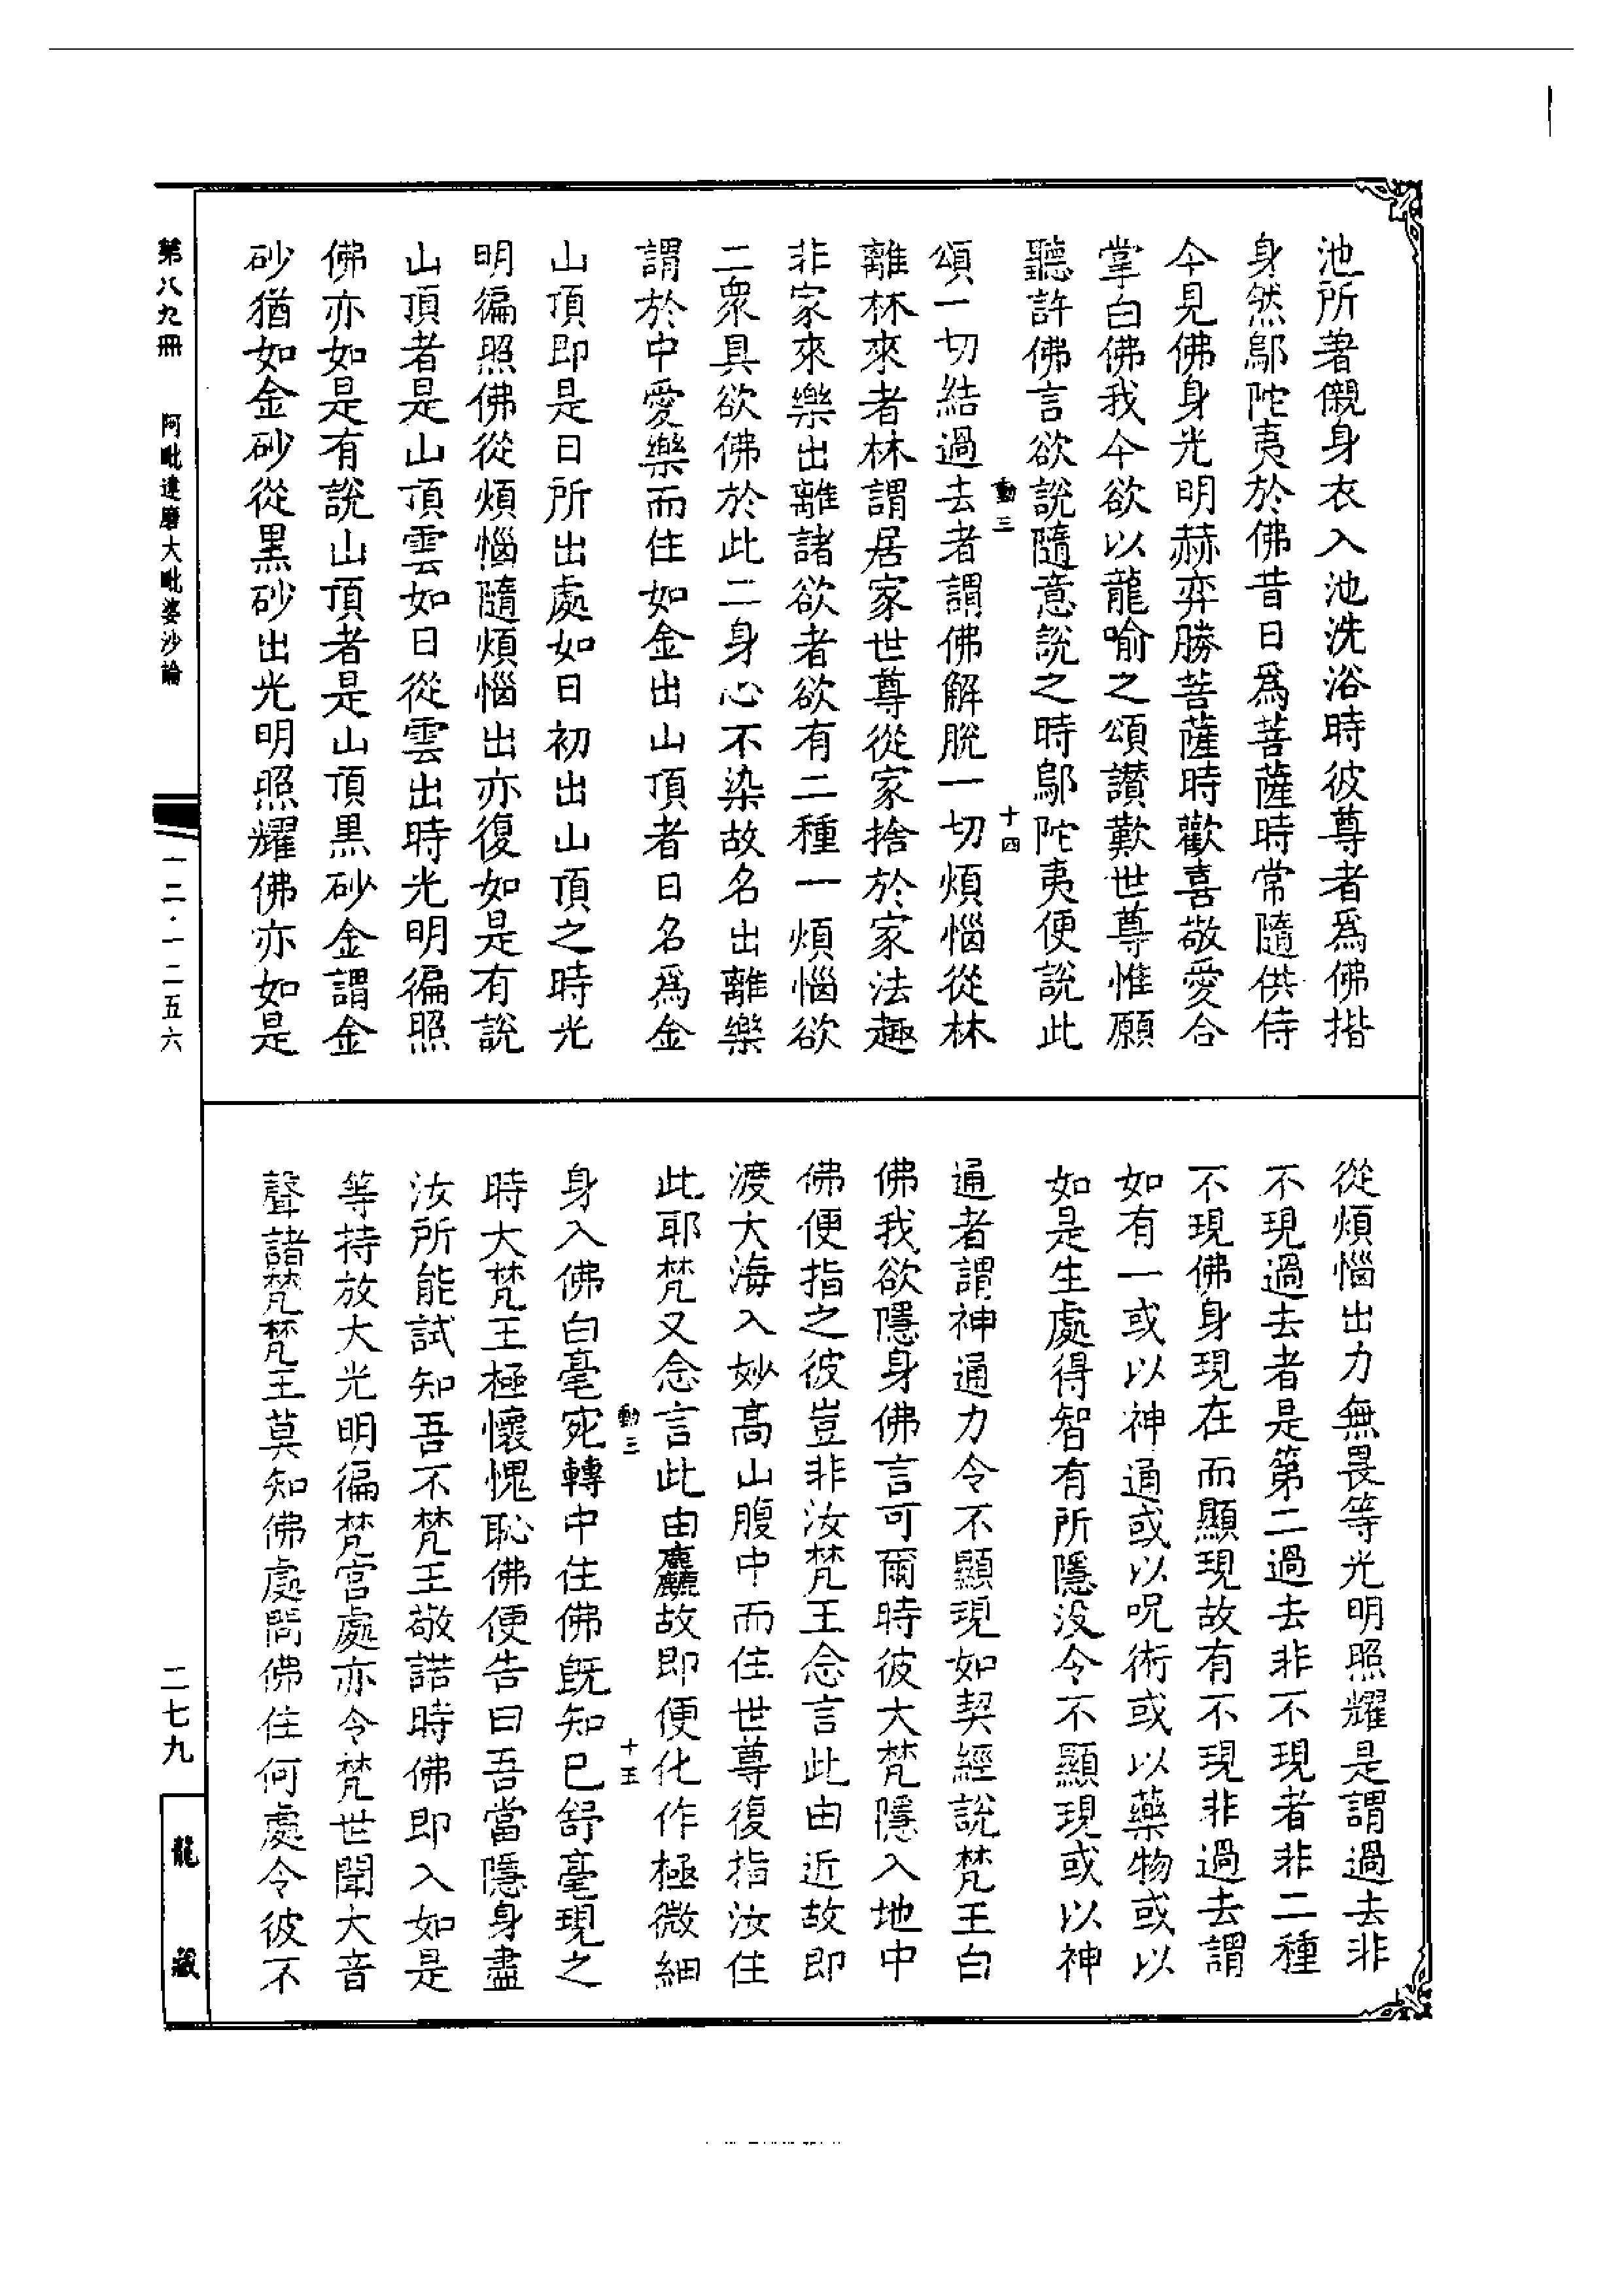 池所著儭身衣入池洗浴時彼尊者爲佛揩
身然鄔陀夷於佛昔日爲菩薩時常隨供侍
今見佛身光明赫弈勝菩薩時歡喜敬愛合
掌白佛我今欲以龍喻之頌讚歎世尊惟願
聽許佛言欲說隨意說之時鄔陀夷便說此
動三 十四
頌一切結過去者謂佛解脫一切煩惱從林
離林來者林謂居家世尊從家捨於家法趣
非家來樂出離諸欲者欲有二種一煩惱欲
二衆具欲佛於此二身心不染故名出離樂
謂於中愛樂而住如金出山頂者日名爲金
山頂即是日所出處如日初出山頂之時光
明徧照佛從煩惱隨煩惱出亦復如是有說
山頂者是山頂雲如日從雲出時光明徧照
佛亦如是有說山頂者是山頂黒砂金謂金
砂猶如金砂從黒砂出光明照耀佛亦如是
從煩惱出力無畏等光明照耀是謂過去非
不現過去者是第二過去非不現者非二種
不現佛身現在而顯現故有不現非過去謂
如有一或以神通或以呪術或以藥物或以
如是生處得智有所隱没令不顯現或以神
通者謂神通力令不顯現如契經說梵王白
佛我欲隱身佛言可爾時彼大梵隱入地中
佛便指之彼豈非汝梵王念言此由近故即
渡大海入妙高山腹中而住世尊復指汝住
此耶梵又念言此由麤故即便化作極微細
動三 十五
身入佛白毫宛轉中住佛既知已舒毫現之
時大梵王極懷愧恥佛便告曰吾當隱身盡
汝所能試知吾不梵王敬諾時佛即入如是
等持放大光明徧梵宫處亦令梵世聞大音
聲諸梵梵王莫知佛處問佛住何處令彼不
第八九冊 阿毗達磨大毗婆沙論
一二·一二五六
二七九
龍藏